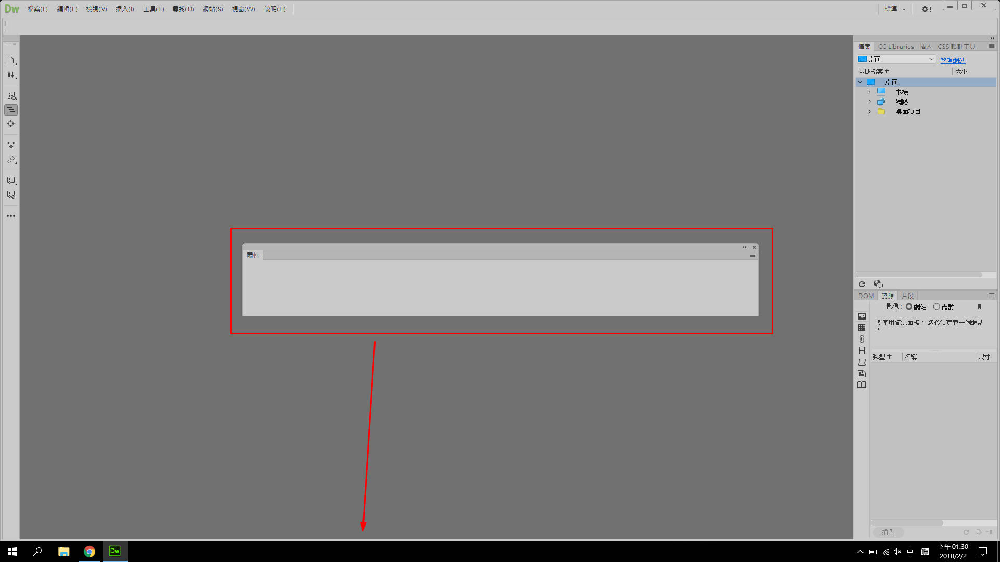 Dw 檔案(F) 編輯(E) 檢視(V) 插入(I) 工具(T) 尋找(D) 網站(S) 視窗(W) 說明(H) 標準
檔案 CC Libraries 插入 CSS 設計工具
桌面 管理網站
本機檔案 大小
桌面
本機
網路
桌面項目
屬性
DOM 資源 片段
影像: 網站 最愛
要使用資源面板，您必須定義一個網站
。
類型 名稱 尺寸
插入
Dw 中 下午 01:30
2018/2/2